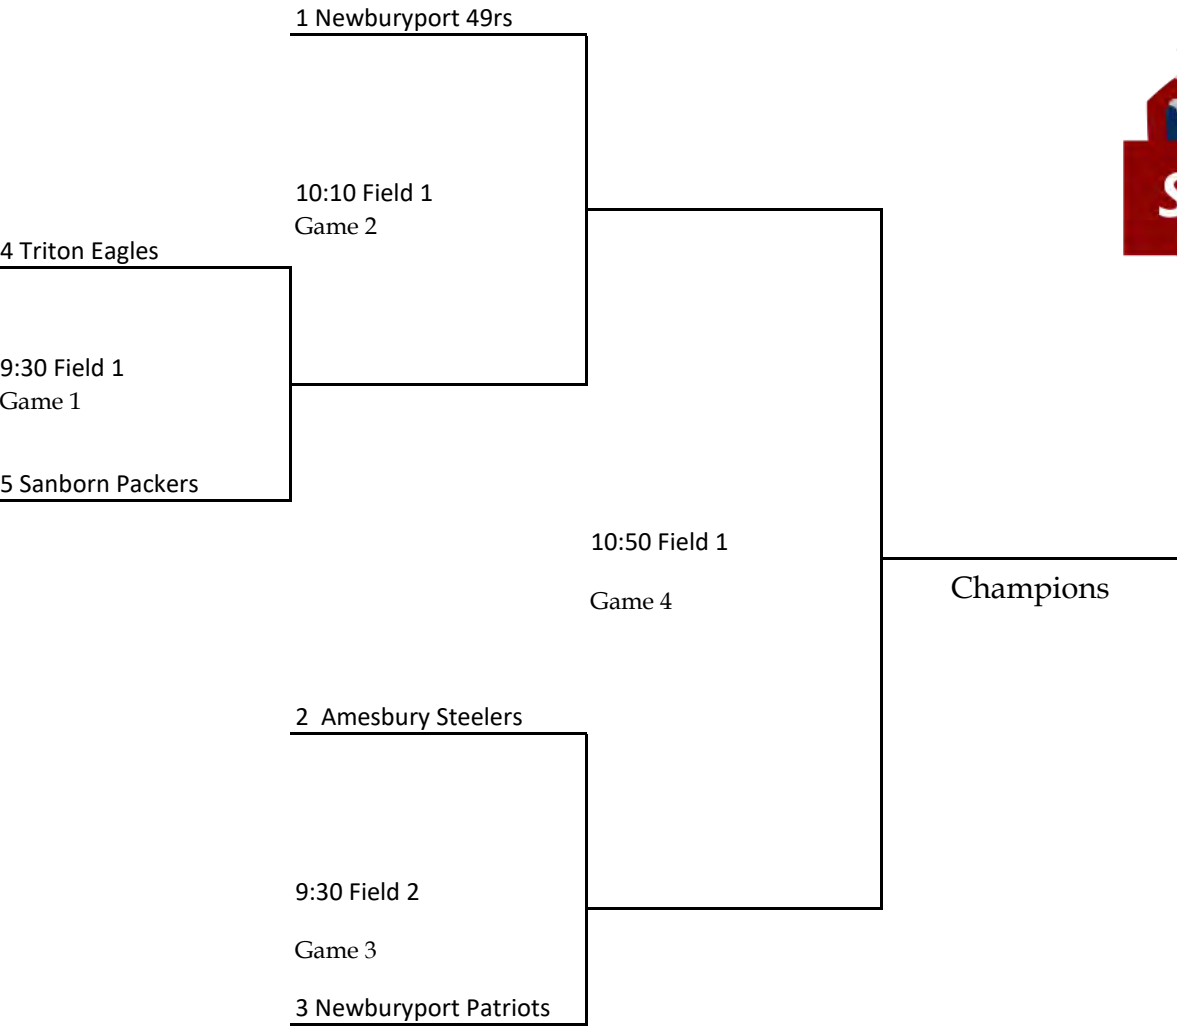 1 Newburyport 49rs
10:10 Field 1
Game 2
4 Triton Eagles
9:30 Field 1
Game 1
5 Sanborn Packers
10:50 Field 1
Game 4
Champions
2  Amesbury Steelers
9:30 Field 2
Game 3
3 Newburyport Patriots